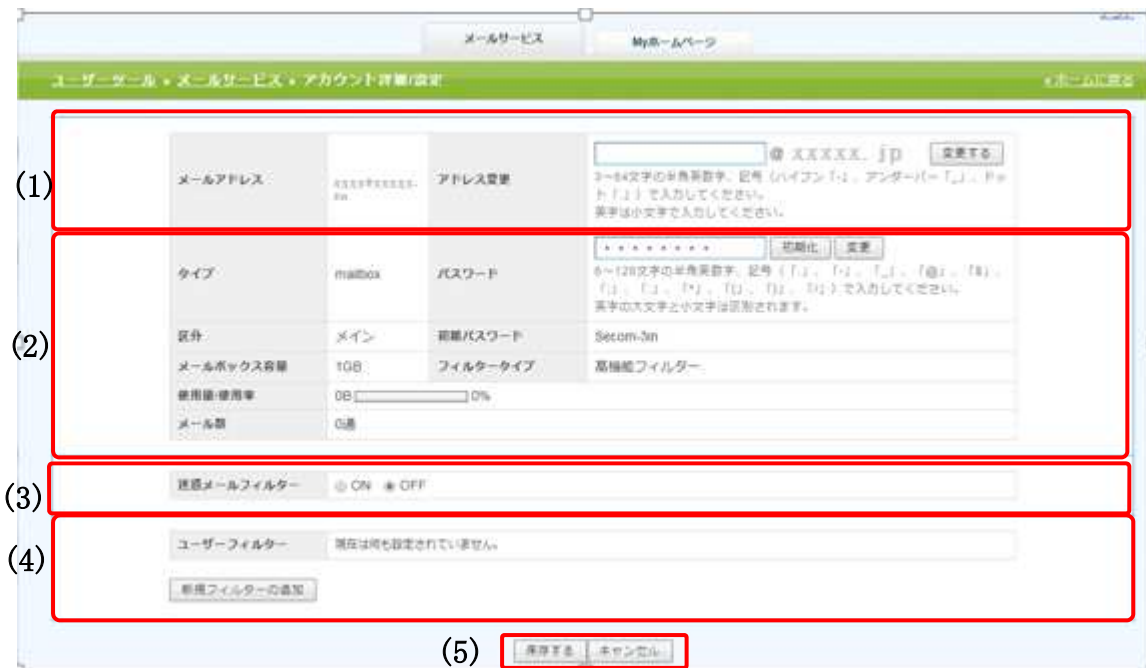 メールサービス Myホームページ
ユーザーツール メールサービス アカウント詳細/設定 ホームに戻る
(1)
メールアドレス アドレス変更 @ xxxxx. jp 変更する
3~64文字の半角英数字、記号（ハイフン「-」、アンダーバー「_」、ドッ
ト「.」）で入力してください。
英字は小文字で入力してください。
(2)
タイプ mailbox パスワード ******** 初期化 変更
6~128文字の半角英数字、記号
で入力してください。
英字の大文字と小文字は区別されます。
区分 メイン 初期パスワード Secom-3m
メールボックス容量 1GB フィルタータイプ 高機能フィルター
使用量・使用率 0B 0%
メール数 0通
(3)
迷惑メールフィルター ON OFF
(4)
ユーザーフィルター 現在は何も設定されていません。
新規フィルターの追加
(5)
保存する キャンセル